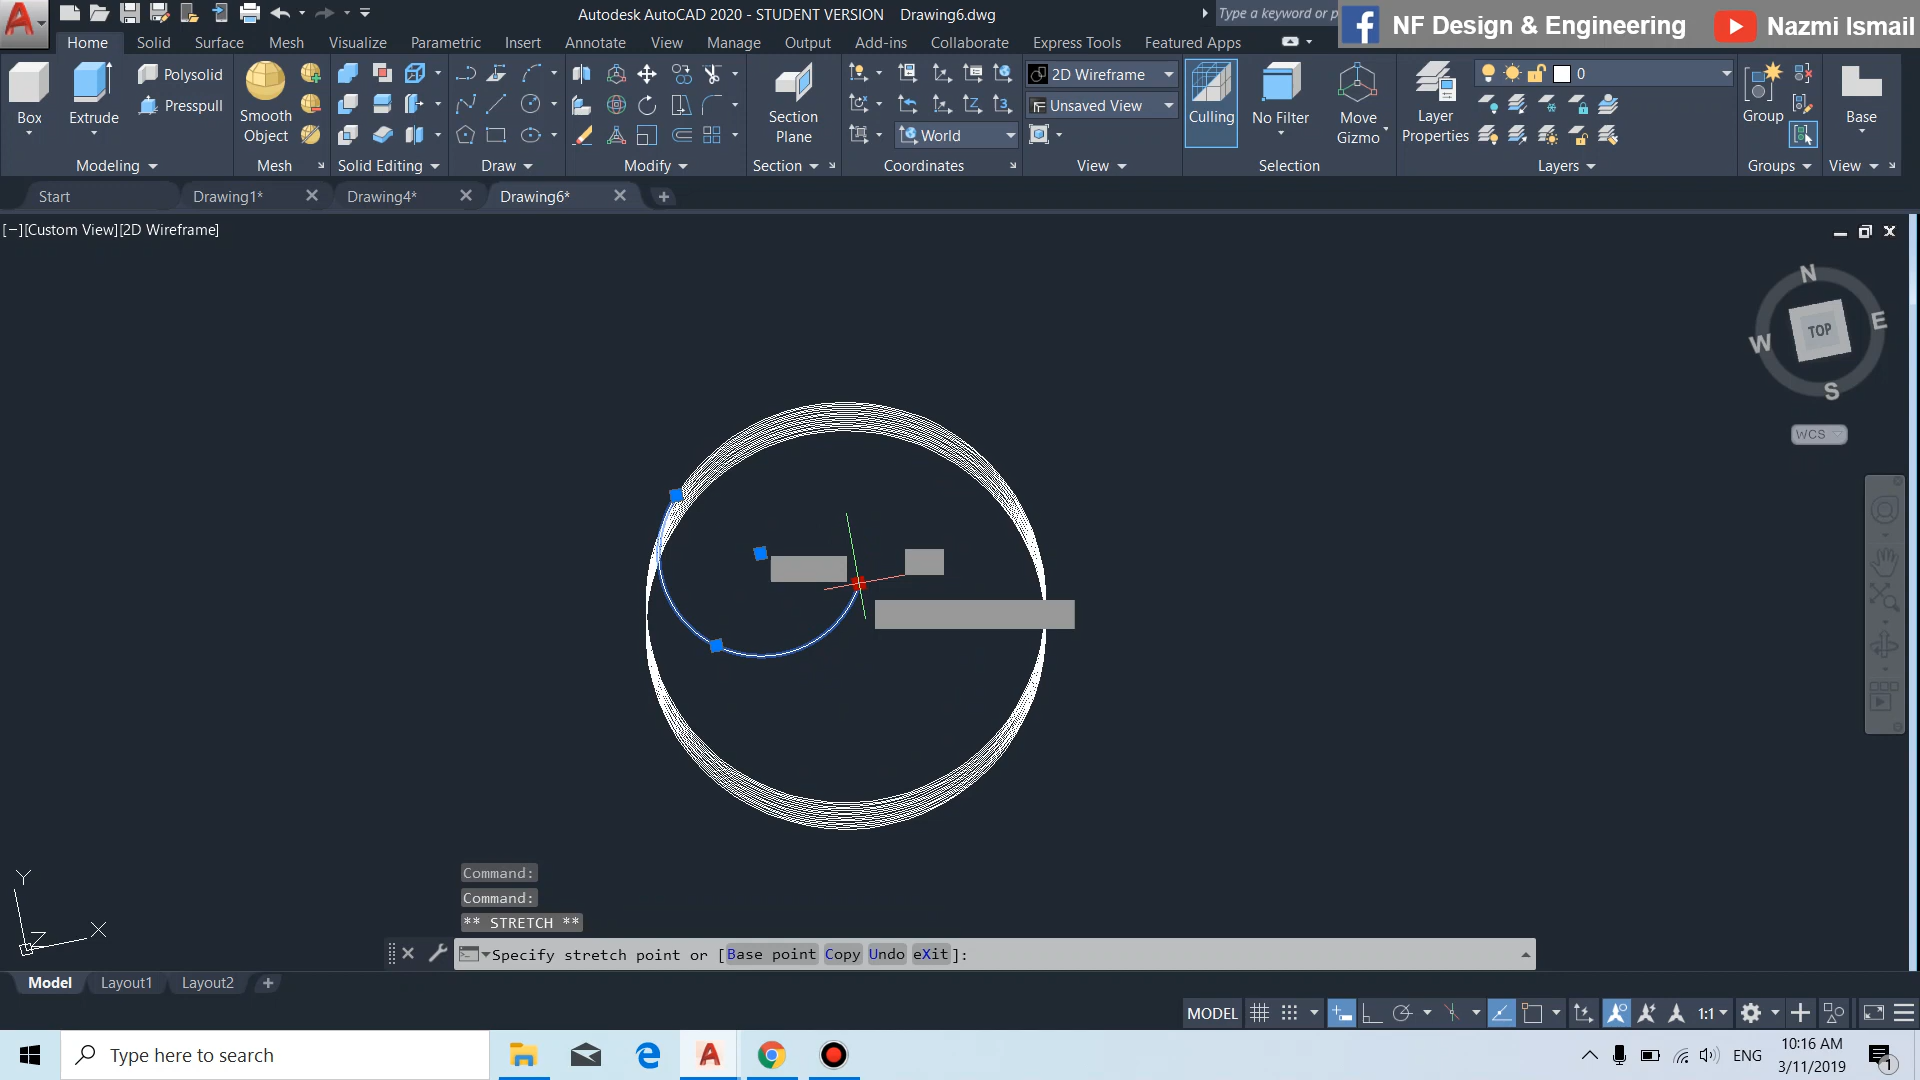 Autodesk AutoCAD 2020 - STUDENT VERSION Drawing6.dwg
Type a keyword or p
NF Design & Engineering
Nazmi Ismail
Home Solid Surface Mesh Visualize Parametric Insert Annotate View Manage Output Add-ins Collaborate Express Tools Featured Apps
Box
Extrude
Polysolid
Presspull
Smooth Object
Section Plane
World
2D Wireframe
Unsaved View
Culling
No Filter
Move Gizmo
Layer Properties
0
Group
Base
Modeling Mesh Solid Editing Draw Modify Section Coordinates View Selection Layers Groups View
Start Drawing1* Drawing4* Drawing6*
[−][Custom View][2D Wireframe]
N
W TOP E
S
WCS
Y
Z X
Command:
Command:
** STRETCH **
Specify stretch point or [Base point Copy Undo eXit]:
Model Layout1 Layout2
MODEL 1:1
Type here to search
ENG
10:16 AM
3/11/2019
1